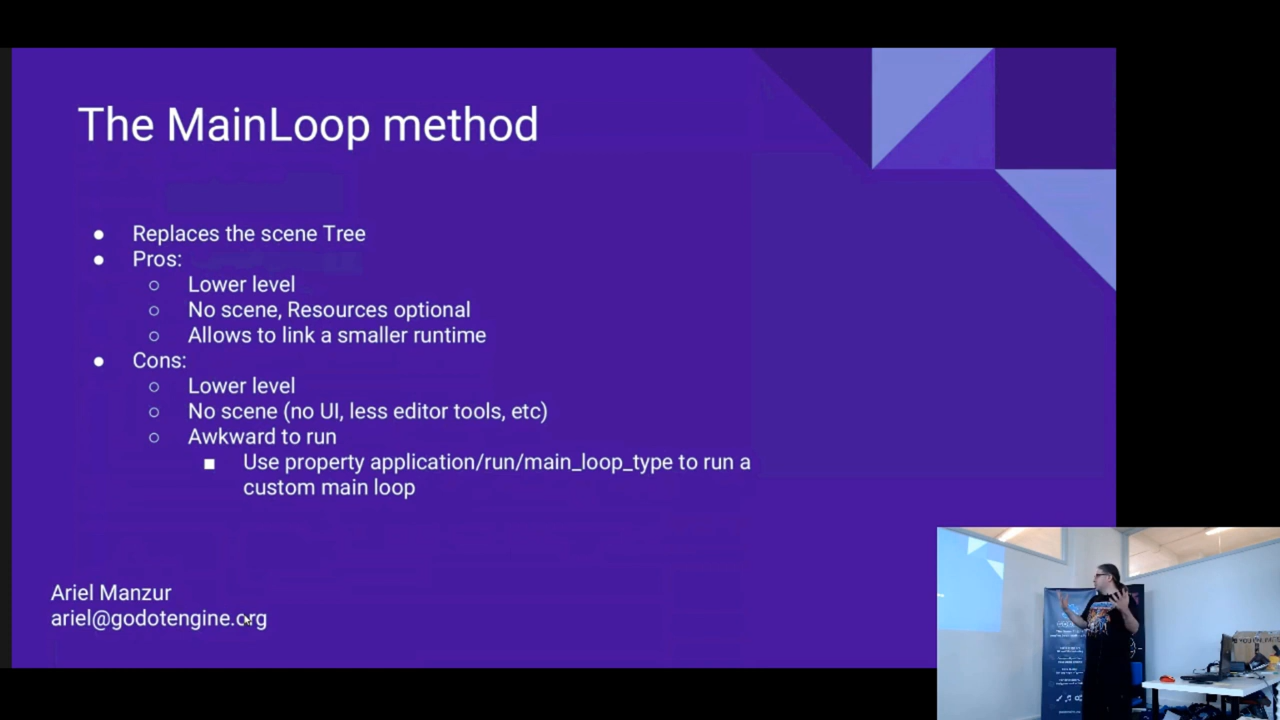 The MainLoop method
● Replaces the scene Tree
● Pros:
○ Lower level
○ No scene, Resources optional
○ Allows to link a smaller runtime
● Cons:
○ Lower level
○ No scene (no UI, less editor tools, etc)
○ Awkward to run
■ Use property application/run/main_loop_type to run a
custom main loop
Ariel Manzur
ariel@godotengine.org